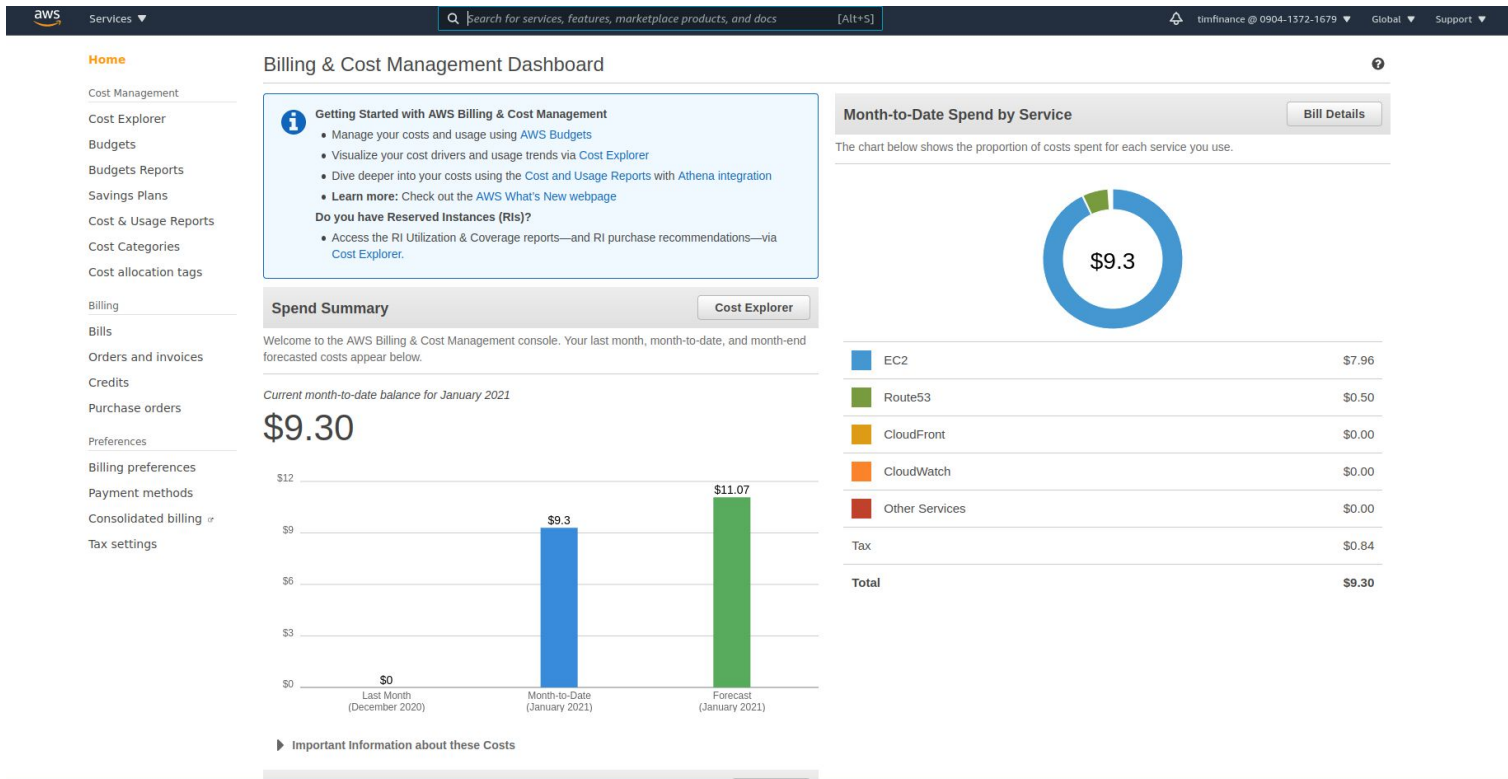 aws
Services ▼
Search for services, features, marketplace products, and docs [Alt+S]
timfinance @ 0904-1372-1679 ▼
Global ▼
Support ▼
Home
Cost Management
Cost Explorer
Budgets
Budgets Reports
Savings Plans
Cost & Usage Reports
Cost Categories
Cost allocation tags
Billing
Bills
Orders and invoices
Credits
Purchase orders
Preferences
Billing preferences
Payment methods
Consolidated billing
Tax settings
Billing & Cost Management Dashboard
Getting Started with AWS Billing & Cost Management
• Manage your costs and usage using AWS Budgets
• Visualize your cost drivers and usage trends via Cost Explorer
• Dive deeper into your costs using the Cost and Usage Reports with Athena integration
• Learn more: Check out the AWS What's New webpage
Do you have Reserved Instances (RIs)?
• Access the RI Utilization & Coverage reports—and RI purchase recommendations—via
Cost Explorer.
Spend Summary
Cost Explorer
Welcome to the AWS Billing & Cost Management console. Your last month, month-to-date, and month-end
forecasted costs appear below.
Current month-to-date balance for January 2021
$9.30
$12
$9
$6
$3
$0
$0
$9.3
$11.07
Last Month
(December 2020)
Month-to-Date
(January 2021)
Forecast
(January 2021)
Important Information about these Costs
Month-to-Date Spend by Service
Bill Details
The chart below shows the proportion of costs spent for each service you use.
$9.3
EC2 $7.96
Route53 $0.50
CloudFront $0.00
CloudWatch $0.00
Other Services $0.00
Tax $0.84
Total $9.30